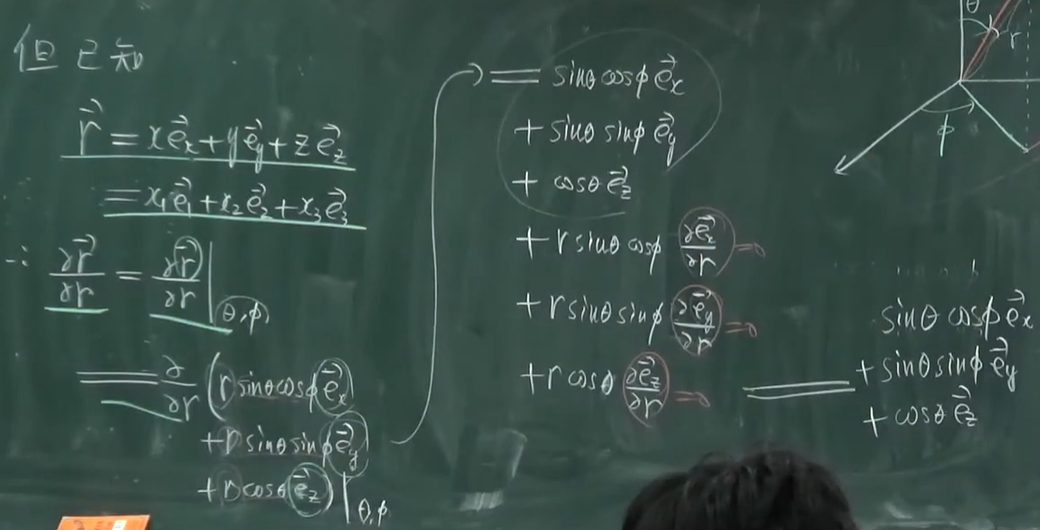 但已知
$\vec{r} = x\vec{e}_x + y\vec{e}_y + z\vec{e}_z$
$= x_1\vec{e}_1 + x_2\vec{e}_2 + x_3\vec{e}_3$
$\therefore \frac{\partial \vec{r}}{\partial r} = \frac{\partial \vec{r}}{\partial r}\Big|_{\theta,\phi}$
$= \frac{\partial}{\partial r}(r\sin\theta\cos\phi\,\vec{e}_x$
$+ r\sin\theta\sin\phi\,\vec{e}_y)$
$+ r\cos\theta\,\vec{e}_z)\Big|_{\theta,\phi}$
$= \sin\theta\cos\phi\,\vec{e}_x$
$+ \sin\theta\sin\phi\,\vec{e}_y$
$+ \cos\theta\,\vec{e}_z$
$+ r\sin\theta\cos\phi\,\frac{\partial \vec{e}_x}{\partial r} = 0$
$+ r\sin\theta\sin\phi\,\frac{\partial \vec{e}_y}{\partial r} = 0$
$+ r\cos\theta\,\frac{\partial \vec{e}_z}{\partial r} = 0$
θ
r
ϕ
$\sin\theta\cos\phi\,\vec{e}_x$
$= + \sin\theta\sin\phi\,\vec{e}_y$
$+ \cos\theta\,\vec{e}_z$